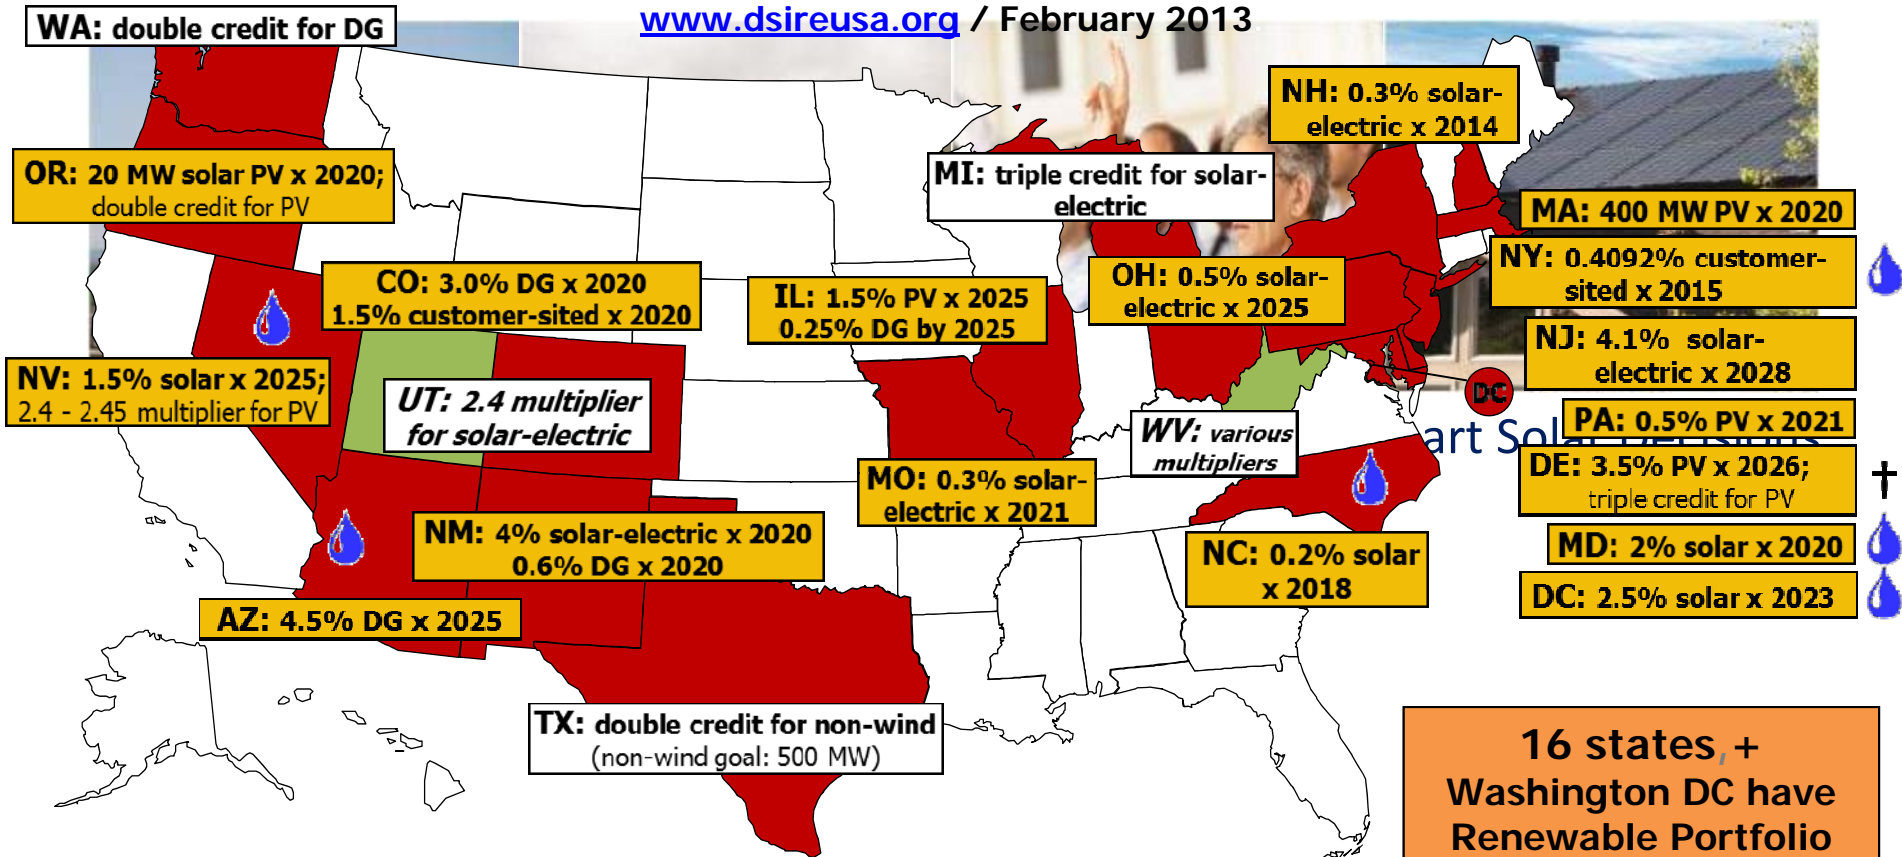 www.dsireusa.org / February 2013
WA: double credit for DG
NH: 0.3% solar-
electric x 2014
OR: 20 MW solar PV x 2020;
double credit for PV
MI: triple credit for solar-
electric
MA: 400 MW PV x 2020
NY: 0.4092% customer-
sited x 2015
CO: 3.0% DG x 2020
1.5% customer-sited x 2020
IL: 1.5% PV x 2025
0.25% DG by 2025
OH: 0.5% solar-
electric x 2025
NJ: 4.1% solar-
electric x 2028
NV: 1.5% solar x 2025;
2.4 - 2.45 multiplier for PV
UT: 2.4 multiplier
for solar-electric
DC
PA: 0.5% PV x 2021
WV: various
multipliers
art Solar Decisions
DE: 3.5% PV x 2026;
triple credit for PV
†
MO: 0.3% solar-
electric x 2021
NM: 4% solar-electric x 2020
0.6% DG x 2020
NC: 0.2% solar
x 2018
MD: 2% solar x 2020
DC: 2.5% solar x 2023
AZ: 4.5% DG x 2025
TX: double credit for non-wind
(non-wind goal: 500 MW)
16 states,+
Washington DC have
Renewable Portfolio